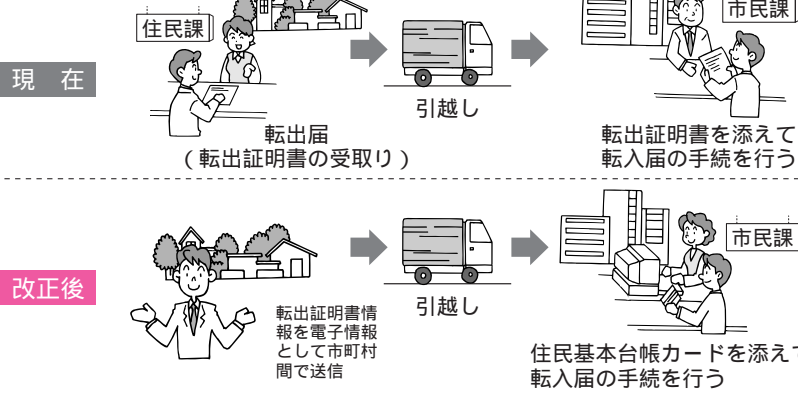 住民課
市民課
現 在
引越し
転出届
（転出証明書の受取り）
転出証明書を添えて
転入届の手続を行う
市民課
改正後
引越し
転出証明書情
報を電子情報
として市町村
間で送信
住民基本台帳カードを添えて
転入届の手続を行う